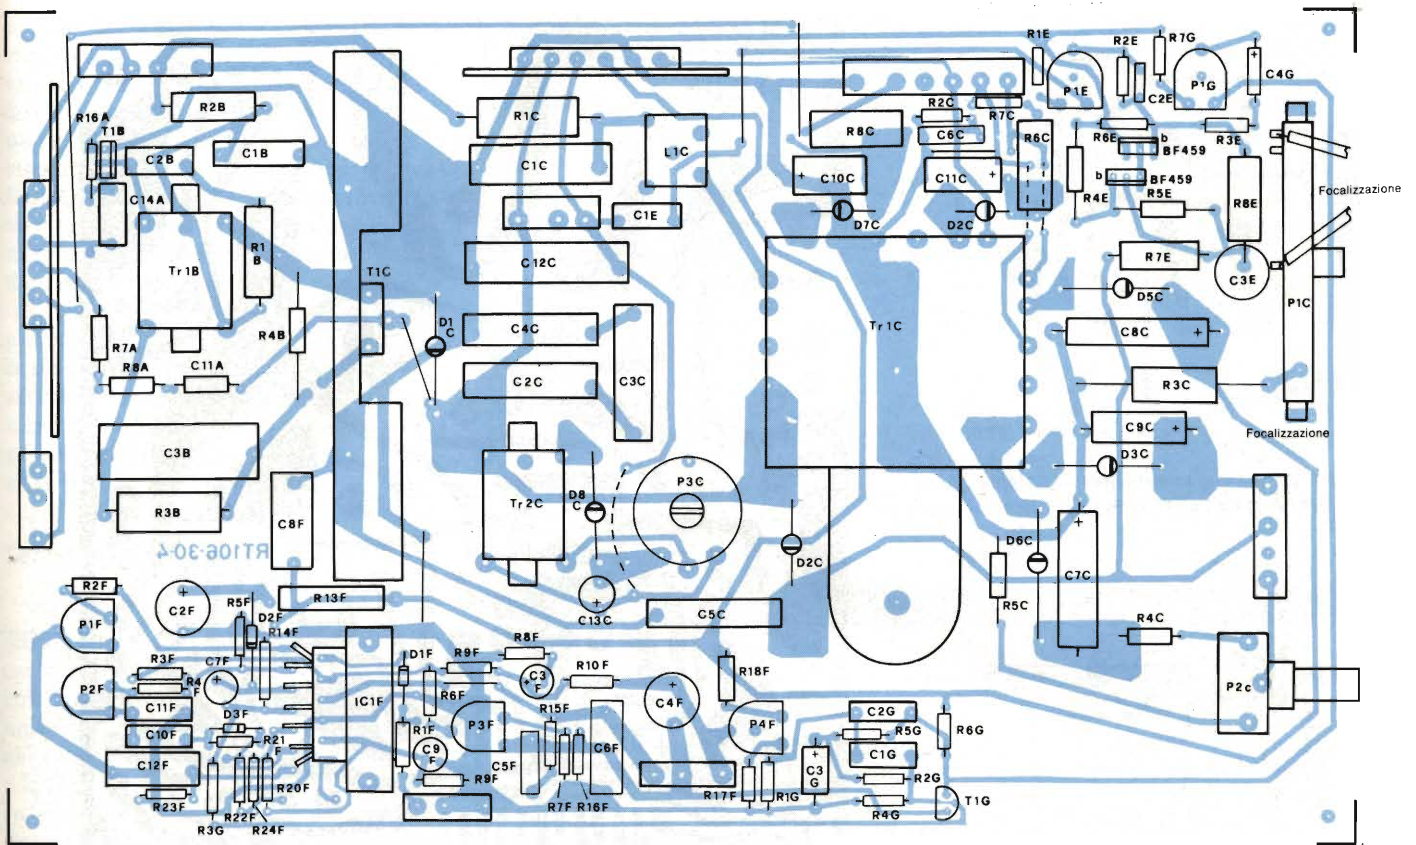 R1E
R2E
R7G
P1E
P1G
C4G
C2E
R16A
T1B
R2B
R1C
R8C
R2C
R7C
C6C
R6C
R6E
b
BF459
R3E
C2B
C1B
C1C
L1C
C10C
C11C
b
BF459
R4E
R5E
R8E
Focalizzazione
C14A
C1E
D7C
D2C
R1
B
Tr1B
T1C
C12C
R7E
C3E
D5C
P1C
R4B
D1
C
C4C
Tr1C
C8C
R7A
R8A
C11A
C2C
C3C
R3C
C9C
Focalizzazione
C3B
D3C
R3B
C8F
Tr2C
D8
C
P3C
D2C
D6C
C7C
RT106-30-4
R2F
C2F
R13F
C13C
C5C
R5C
R4C
P1F
R5F
D2F
R14F
R3F
R4
F
C7F
P2F
C11F
C10F
D3F
R21
F
C12F
R23F
R3G
R22F
R24F
R20F
IC1F
D1F
R9F
R8F
C3
F
R10F
R6F
R1F
C9
F
P3F
R15F
R9F
C5F
R7F
R16F
C6F
C4F
R18F
P4F
R17F
R1G
C3
G
C2G
R5G
C1G
R2G
R4G
R6G
T1G
P2c